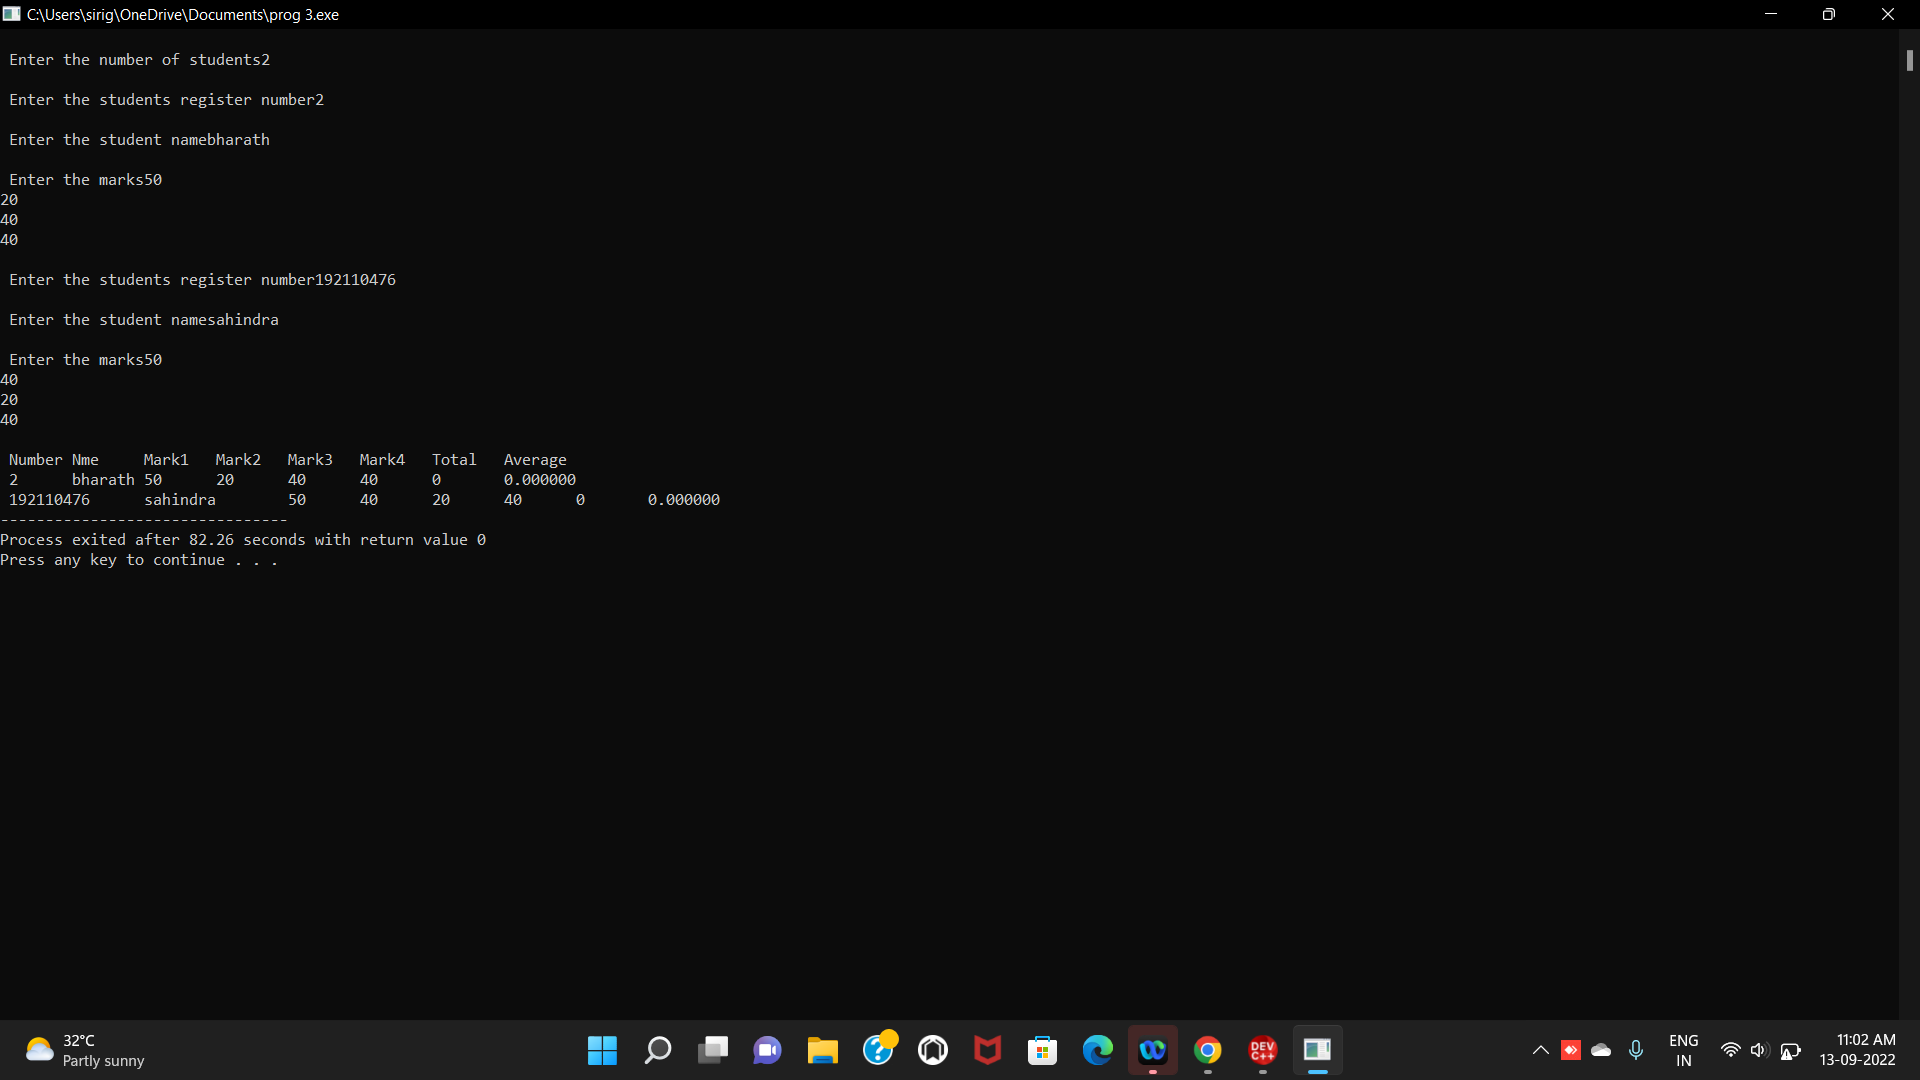 C:\Users\sirig\OneDrive\Documents\prog 3.exe
Enter the number of students2
Enter the students register number2
Enter the student namebharath
Enter the marks50
20
40
40
Enter the students register number192110476
Enter the student namesahindra
Enter the marks50
40
20
40
Number Nme Mark1 Mark2 Mark3 Mark4 Total Average
2 bharath 50 20 40 40 0 0.000000
192110476 sahindra 50 40 20 40 0 0.000000
--------------------------------
Process exited after 82.26 seconds with return value 0
Press any key to continue . . .
32°C
Partly sunny
DEV
C++
ENG
IN
11:02 AM
13-09-2022